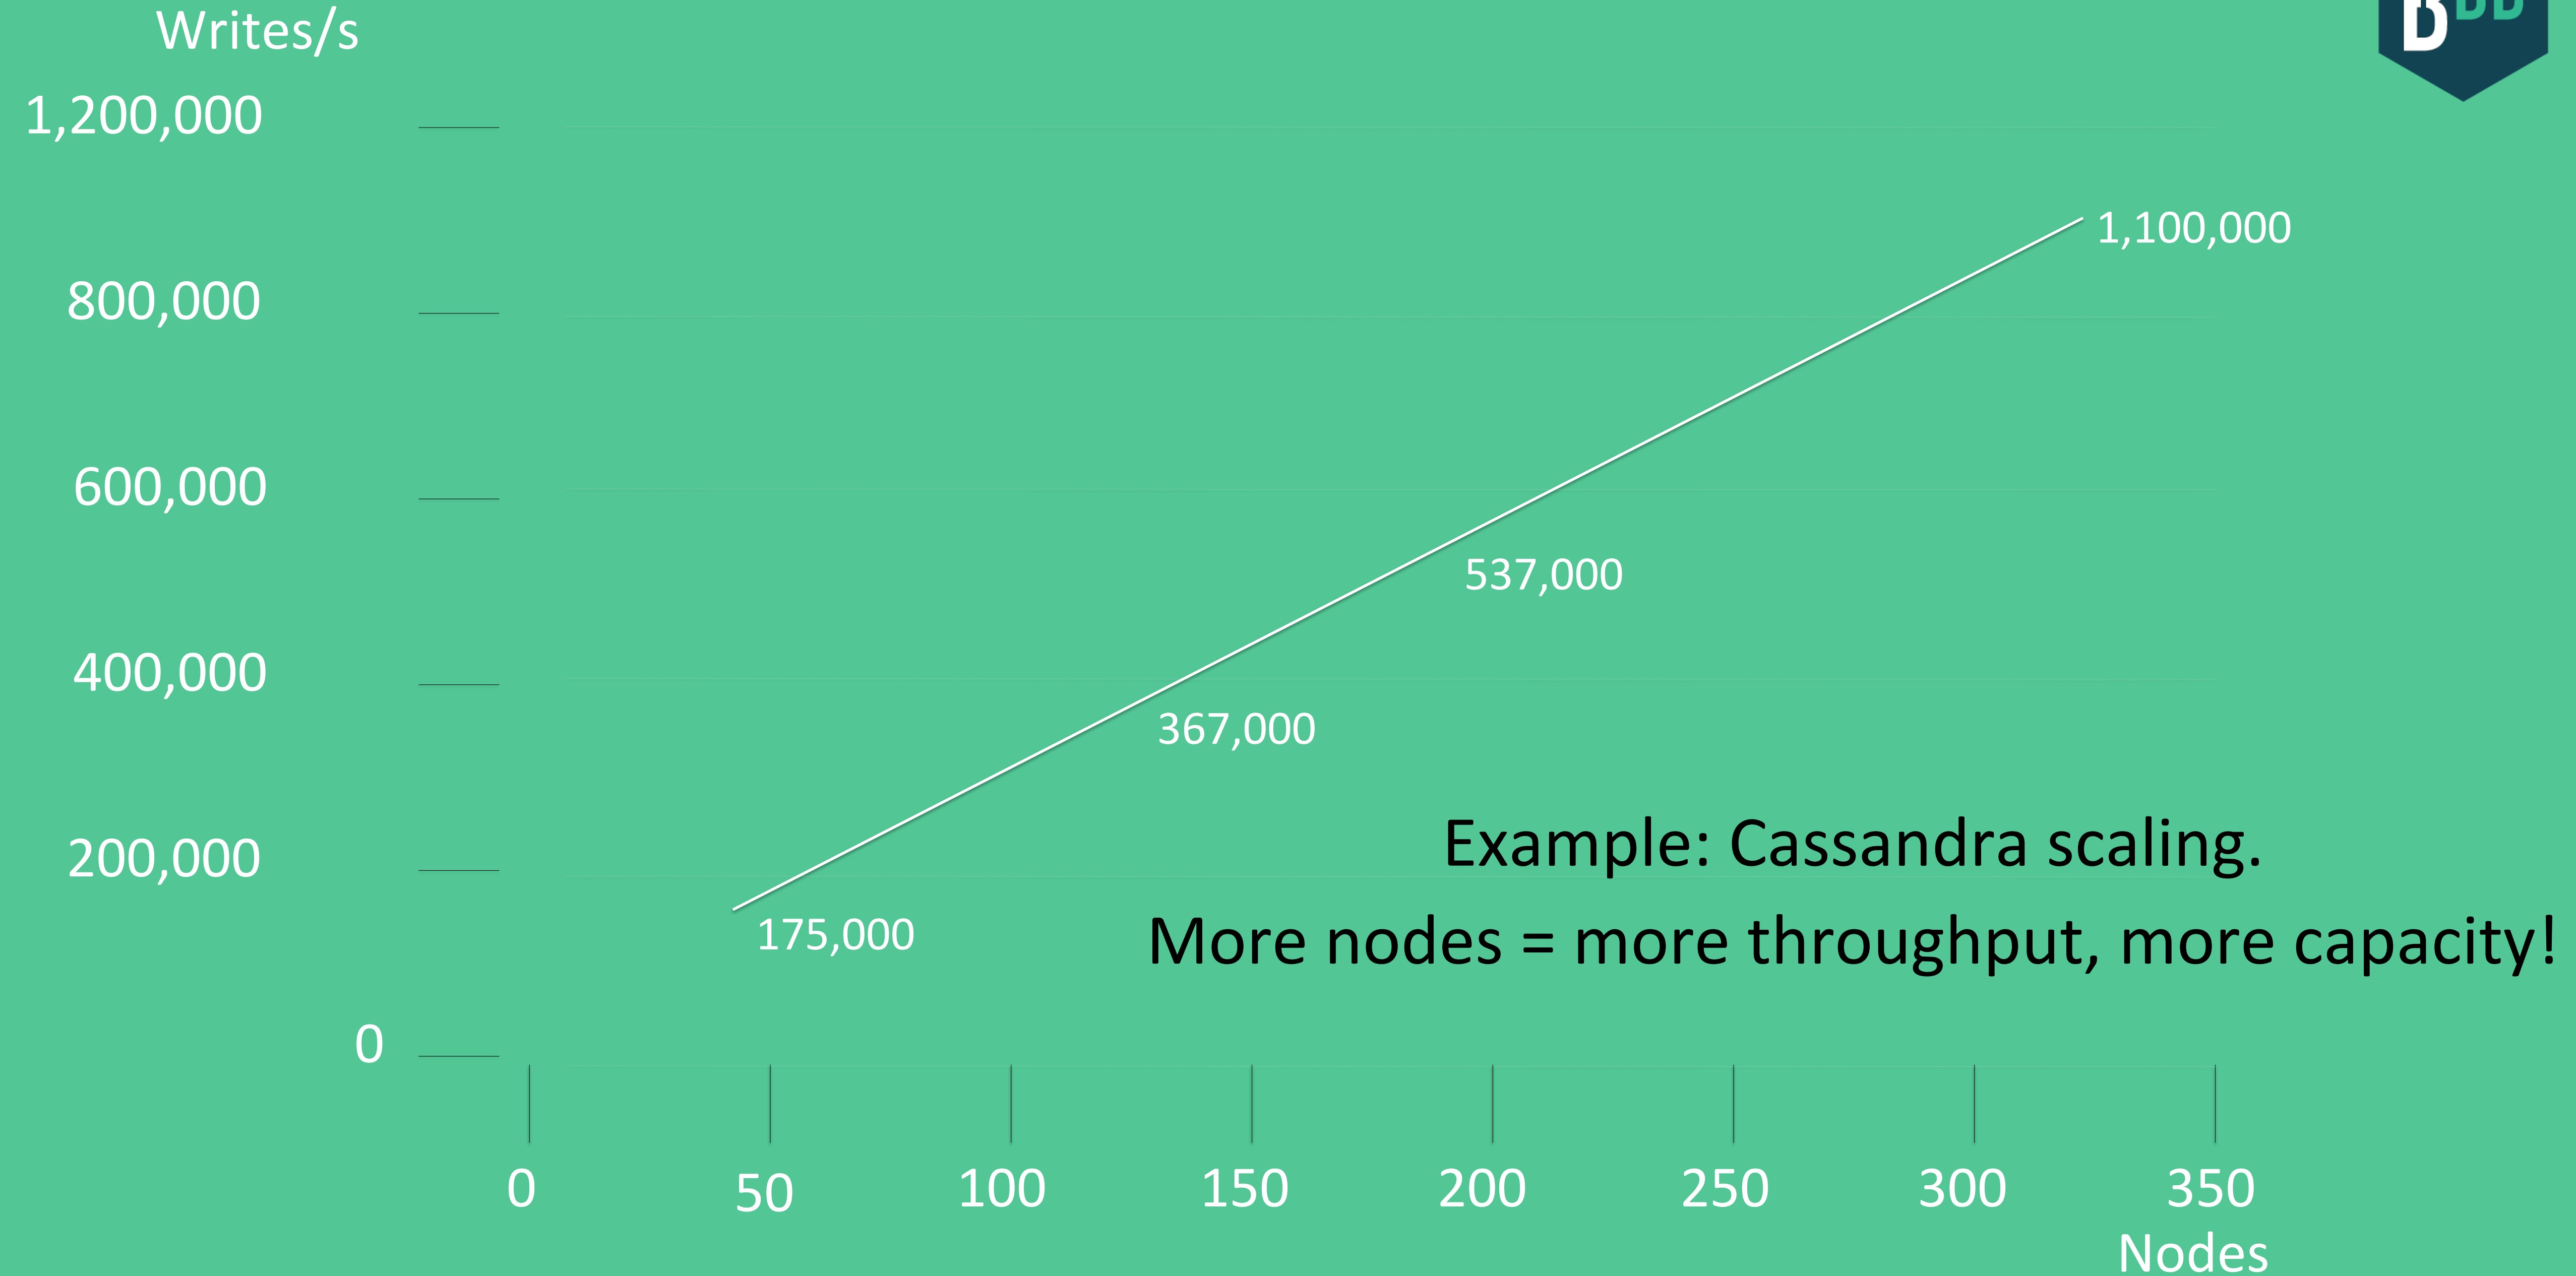 Writes/s
1,200,000
1,100,000
800,000
600,000
537,000
400,000
367,000
Example: Cassandra scaling.
200,000
175,000
More nodes = more throughput, more capacity!
0
0 50 100 150 200 250 300 350
Nodes